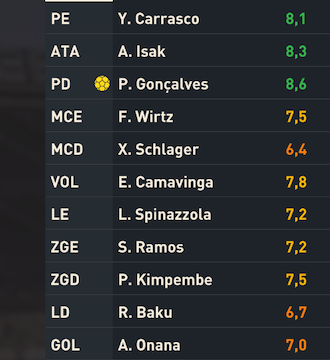 PE Y. Carrasco 8,1
ATA A. Isak 8,3
PD P. Gonçalves 8,6
MCE F. Wirtz 7,5
MCD X. Schlager 6,4
VOL E. Camavinga 7,8
LE L. Spinazzola 7,2
ZGE S. Ramos 7,2
ZGD P. Kimpembe 7,5
LD R. Baku 6,7
GOL A. Onana 7,0